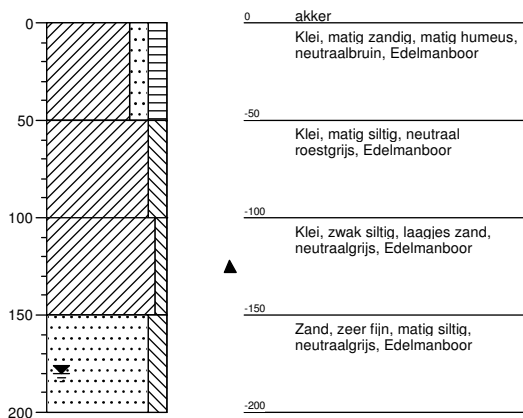 0
50
100
150
200
0
akker
Klei, matig zandig, matig humeus,
neutraalbruin, Edelmanboor
-50
Klei, matig siltig, neutraal
roestgrijs, Edelmanboor
-100
Klei, zwak siltig, laagjes zand,
neutraalgrijs, Edelmanboor
-150
Zand, zeer fijn, matig siltig,
neutraalgrijs, Edelmanboor
-200